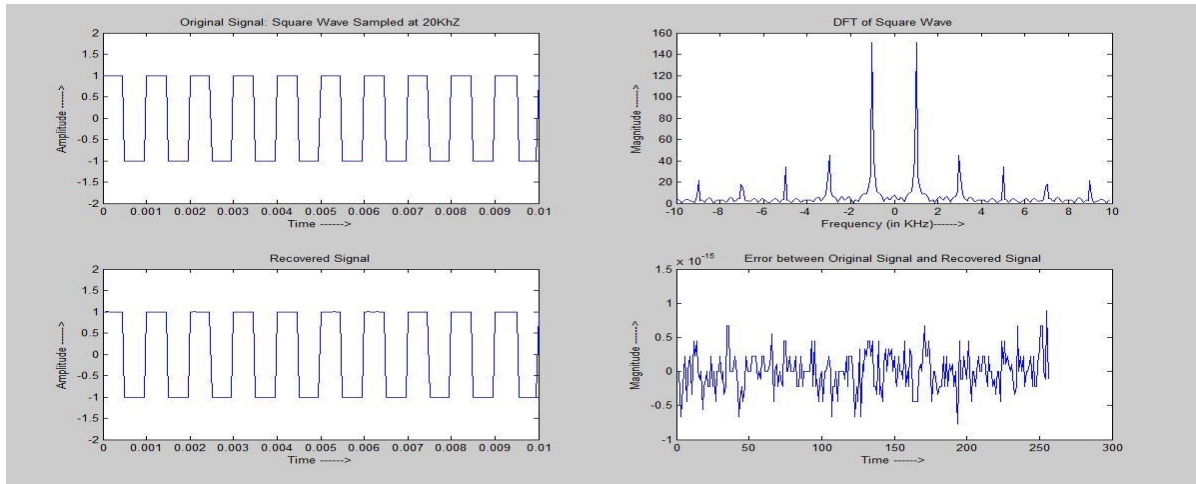 Original Signal: Square Wave Sampled at 20KhZ
2
1.5
1
0.5
0
-0.5
-1
-1.5
-2
Amplitude ----->
0 0.001 0.002 0.003 0.004 0.005 0.006 0.007 0.008 0.009 0.01
Time ------>
DFT of Square Wave
160
140
120
100
80
60
40
20
0
Magnitude ----->
-10 -8 -6 -4 -2 0 2 4 6 8 10
Frequency (in KHz)------>
Recovered Signal
2
1.5
1
0.5
0
-0.5
-1
-1.5
-2
Amplitude ----->
0 0.001 0.002 0.003 0.004 0.005 0.006 0.007 0.008 0.009 0.01
Time ------>
Error between Original Signal and Recovered Signal
× 10-15
1.5
1
0.5
0
-0.5
-1
Magnitude ----->
0 50 100 150 200 250 300
Time ------>